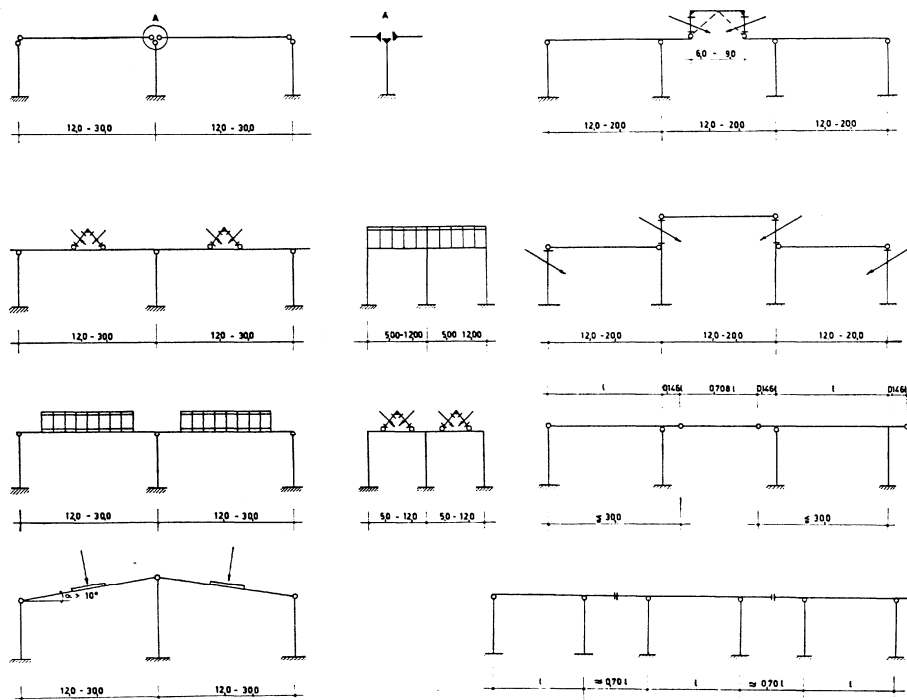 A
A
6,0 - 9,0
12,0 - 30,0 12,0 - 30,0
12,0 - 20,0 12,0 - 20,0 12,0 - 20,0
12,0 - 30,0 12,0 - 30,0
5,00-12,00 5,00-12,00
12,0 - 20,0 12,0 - 20,0 12,0 - 20,0
l 0,146l 0,708 l 0,146l l 0,146l
12,0 - 30,0 12,0 - 30,0
5,0 - 12,0 5,0 - 12,0
≤ 30,0 ≤ 30,0
α > 10°
12,0 - 30,0 12,0 - 30,0
l ≈ 0,70 l l ≈ 0,70 l l